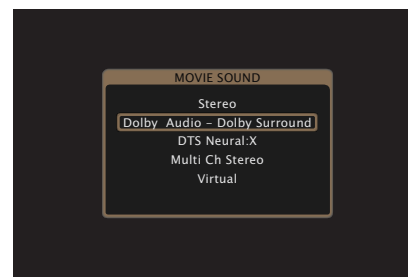 MOVIE SOUND
Stereo
Dolby Audio – Dolby Surround
DTS Neural:X
Multi Ch Stereo
Virtual